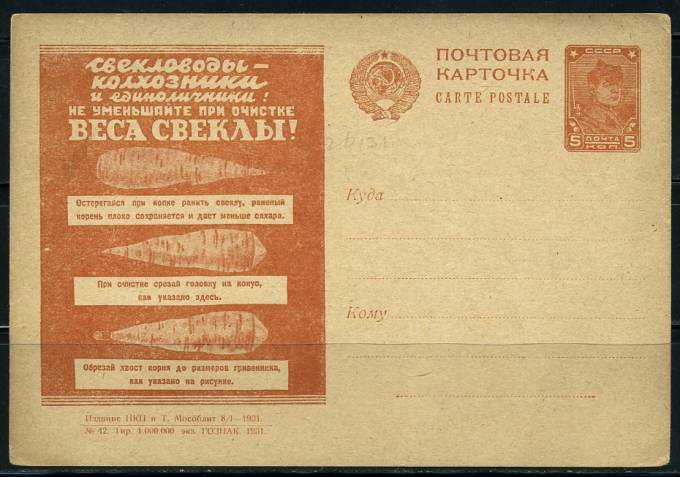 Свекловоды –
колхозники
и единоличники!
НЕ УМЕНЬШАЙТЕ ПРИ ОЧИСТКЕ
ВЕСА СВЕКЛЫ!
Остерегайся при копке ранить свеклу, раненый
корень плохо сохраняется и дает меньше сахара.
При очистке срезай головку на конус,
как указано здесь.
Обрезай хвост корня до размеров гривенника,
как указано на рисунке.
Издание НКП и Т. Мособлит 8/I – 1931.
№ 42. Тир. 1.000.000 экз. ГОЗНАК. 1931.
ПОЧТОВАЯ
КАРТОЧКА
CARTE POSTALE
СССР
5 ПОЧТА 5
КОП.
Куда
Кому